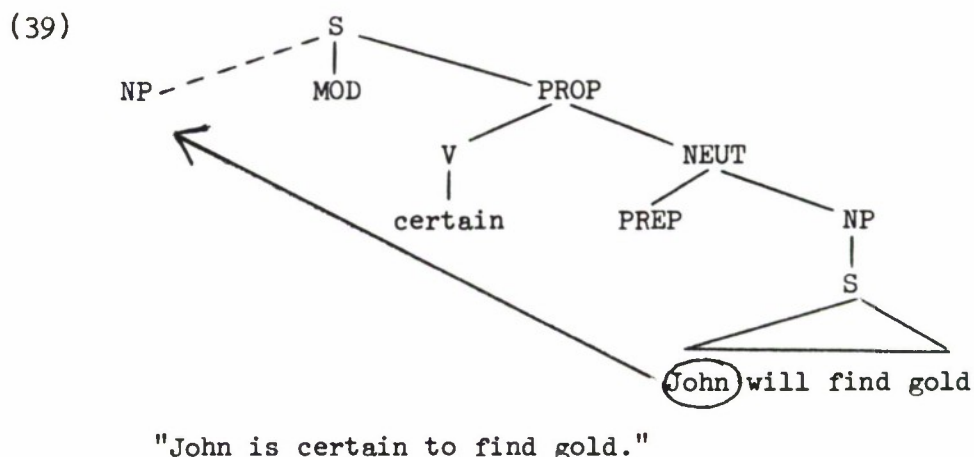 (39)
S
NP MOD PROP
V NEUT
certain PREP NP
S
John will find gold
"John is certain to find gold."